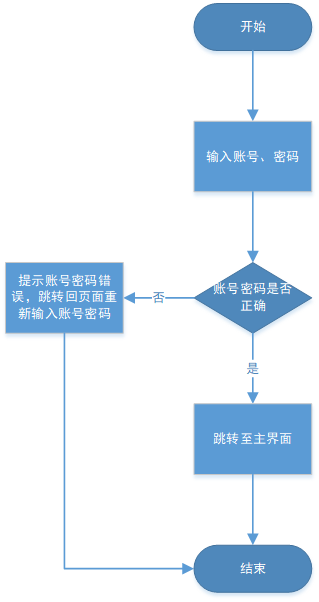 开始
输入账号、密码
账号密码是否
正确
否
提示账号密码错
误，跳转回页面重
新输入账号密码
是
跳转至主界面
结束